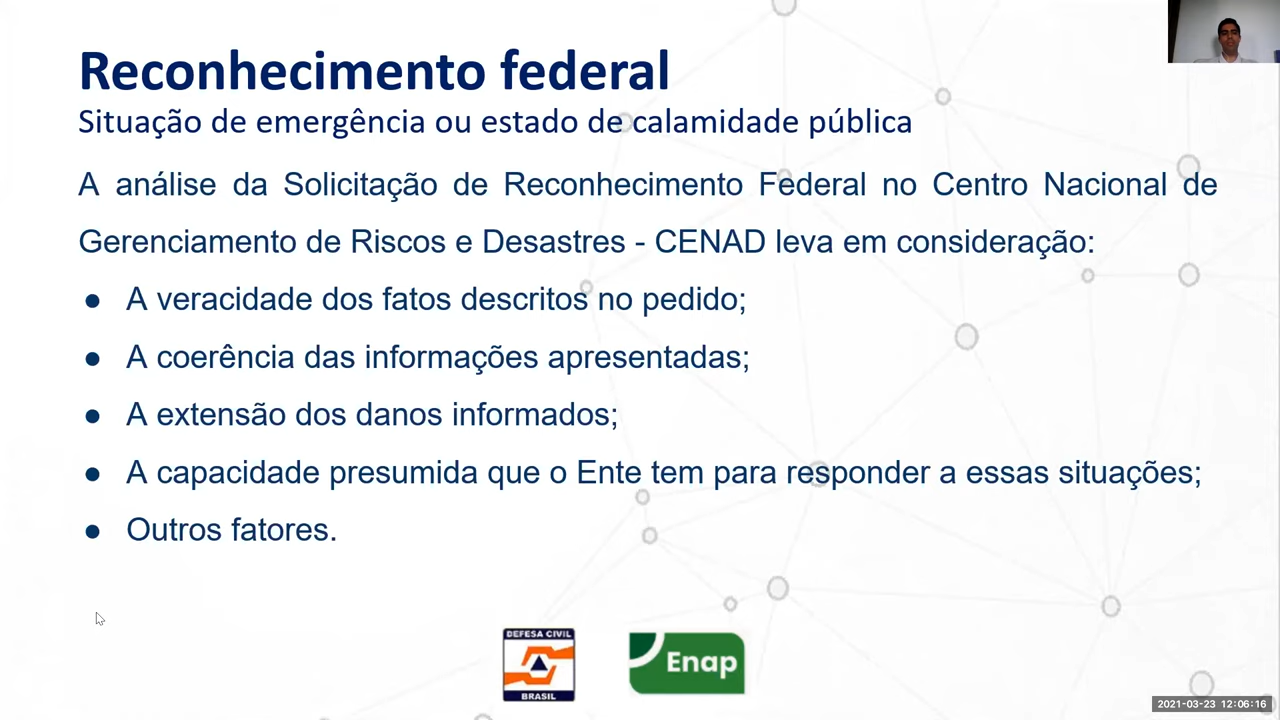 Reconhecimento federal
Situação de emergência ou estado de calamidade pública
A análise da Solicitação de Reconhecimento Federal no Centro Nacional de
Gerenciamento de Riscos e Desastres - CENAD leva em consideração:
● A veracidade dos fatos descritos no pedido;
● A coerência das informações apresentadas;
● A extensão dos danos informados;
● A capacidade presumida que o Ente tem para responder a essas situações;
● Outros fatores.
DEFESA CIVIL
BRASIL
Enap
2021-03-23 12:06:16